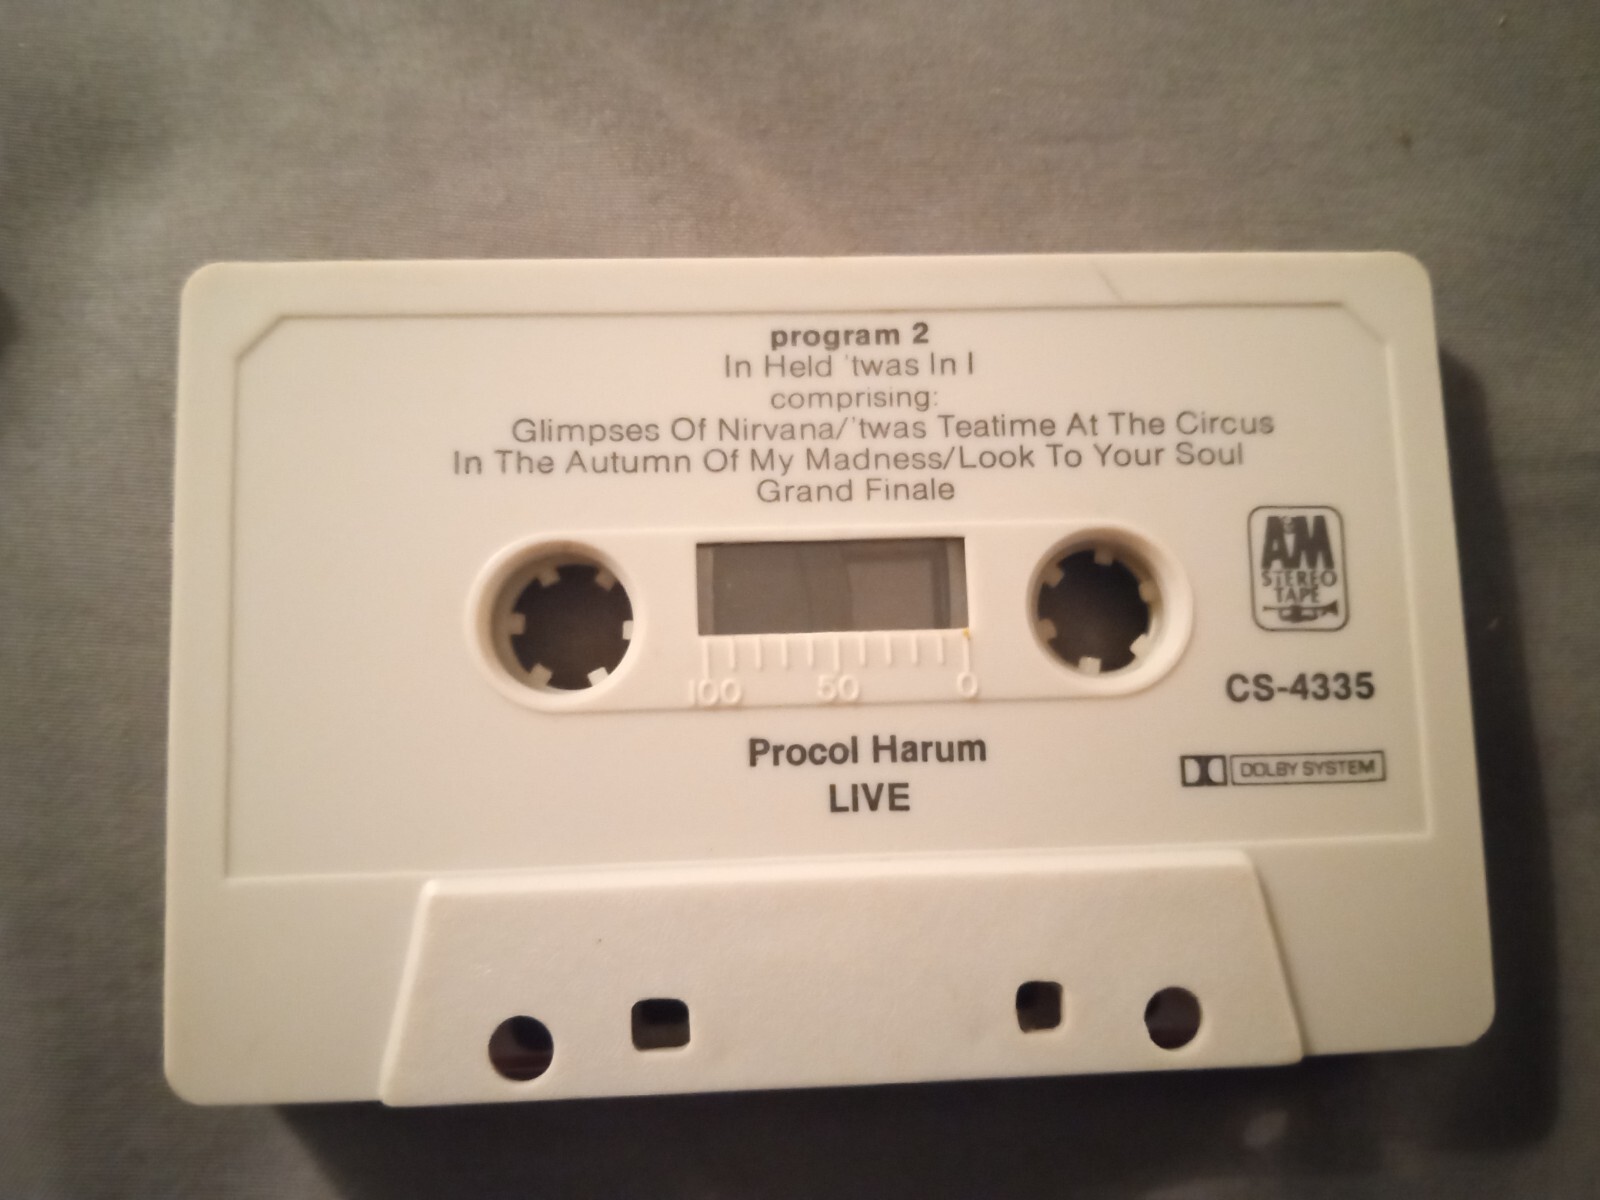 program 2
In Held 'twas In I
comprising:
Glimpses Of Nirvana/'twas Teatime At The Circus
In The Autumn Of My Madness/Look To Your Soul
Grand Finale
A&M
STEREO
TAPE
100 50 0
CS-4335
Procol Harum
LIVE
DOLBY SYSTEM